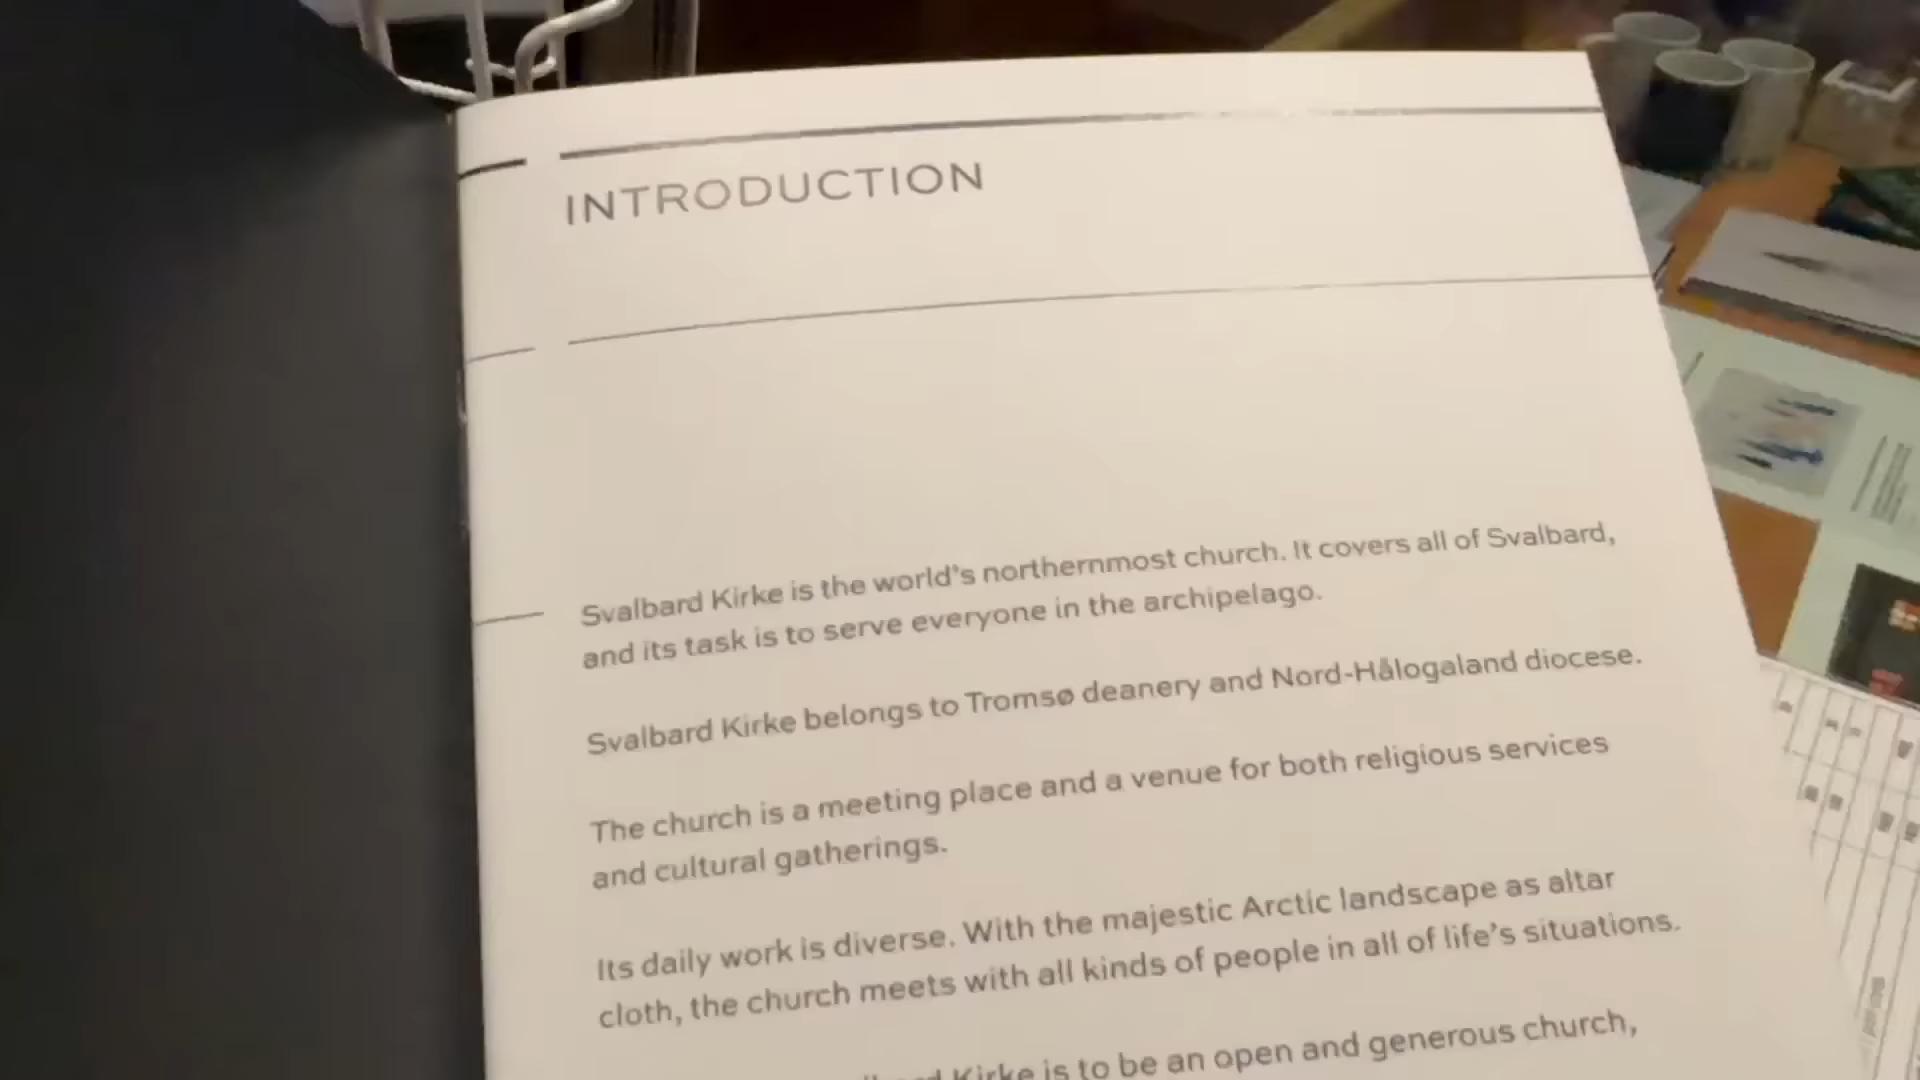 INTRODUCTION
Svalbard Kirke is the world's northernmost church. It covers all of Svalbard,
and its task is to serve everyone in the archipelago.
Svalbard Kirke belongs to Tromsø deanery and Nord-Hålogaland diocese.
The church is a meeting place and a venue for both religious services
and cultural gatherings.
Its daily work is diverse. With the majestic Arctic landscape as altar
cloth, the church meets with all kinds of people in all of life's situations.
Kirke is to be an open and generous church,